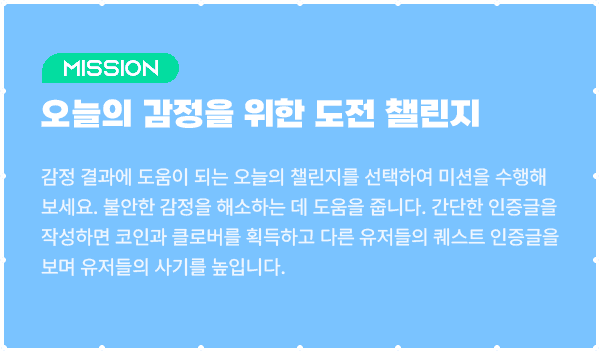 MISSION
오늘의 감정을 위한 도전 챌린지
감정 결과에 도움이 되는 오늘의 챌린지를 선택하여 미션을 수행해
보세요. 불안한 감정을 해소하는 데 도움을 줍니다. 간단한 인증글을
작성하면 코인과 클로버를 획득하고 다른 유저들의 퀘스트 인증글을
보며 유저들의 사기를 높입니다.